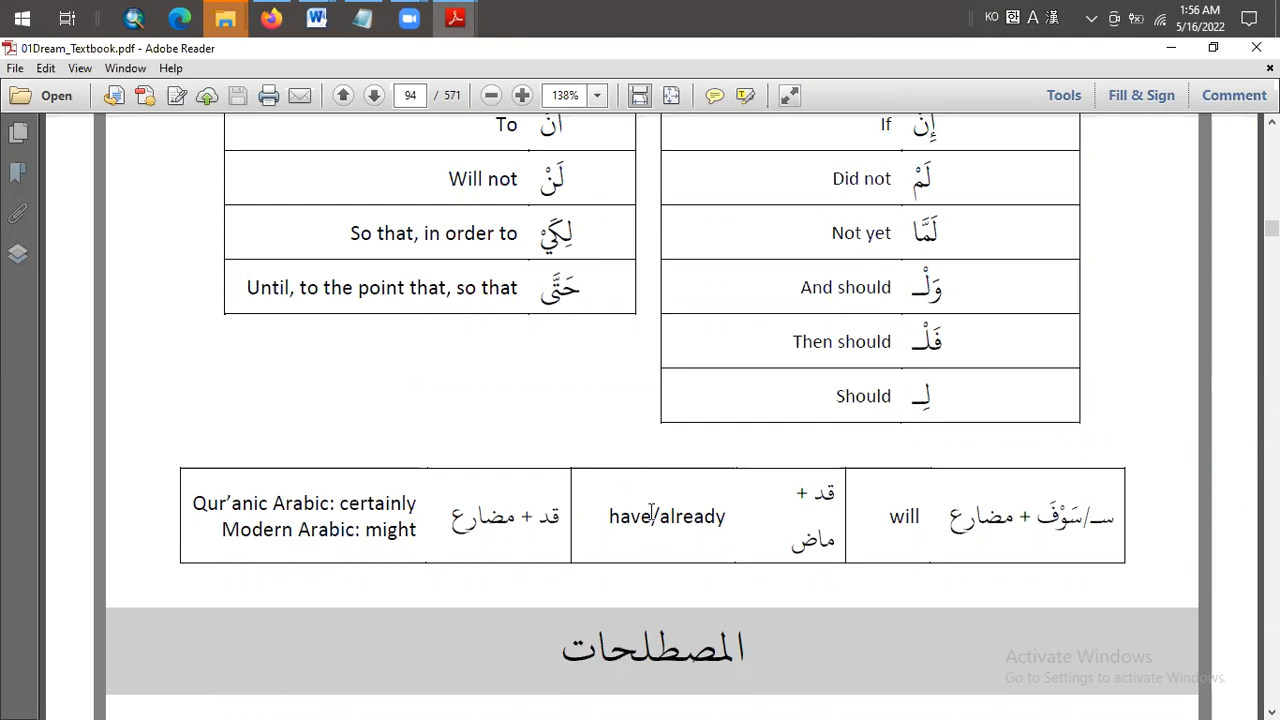 1:56 AM
KO A 漢
5/16/2022
01Dream_Textbook.pdf - Adobe Reader
File Edit View Window Help
Open 94 / 571 138% Tools Fill & Sign Comment
To أَنْ
Will not لَنْ
So that, in order to لِكَيْ
Until, to the point that, so that حَتَّى
If إِنْ
Did not لَمْ
Not yet لَمَّا
And should وَلْـ
Then should فَلْـ
Should لِـ
سـ/سَوْفَ + مضارع will
قد +
ماض
have/already
قد + مضارع
Qur’anic Arabic: certainly
Modern Arabic: might
المصطلحات
Activate Windows
Go to Settings to activate Windows.